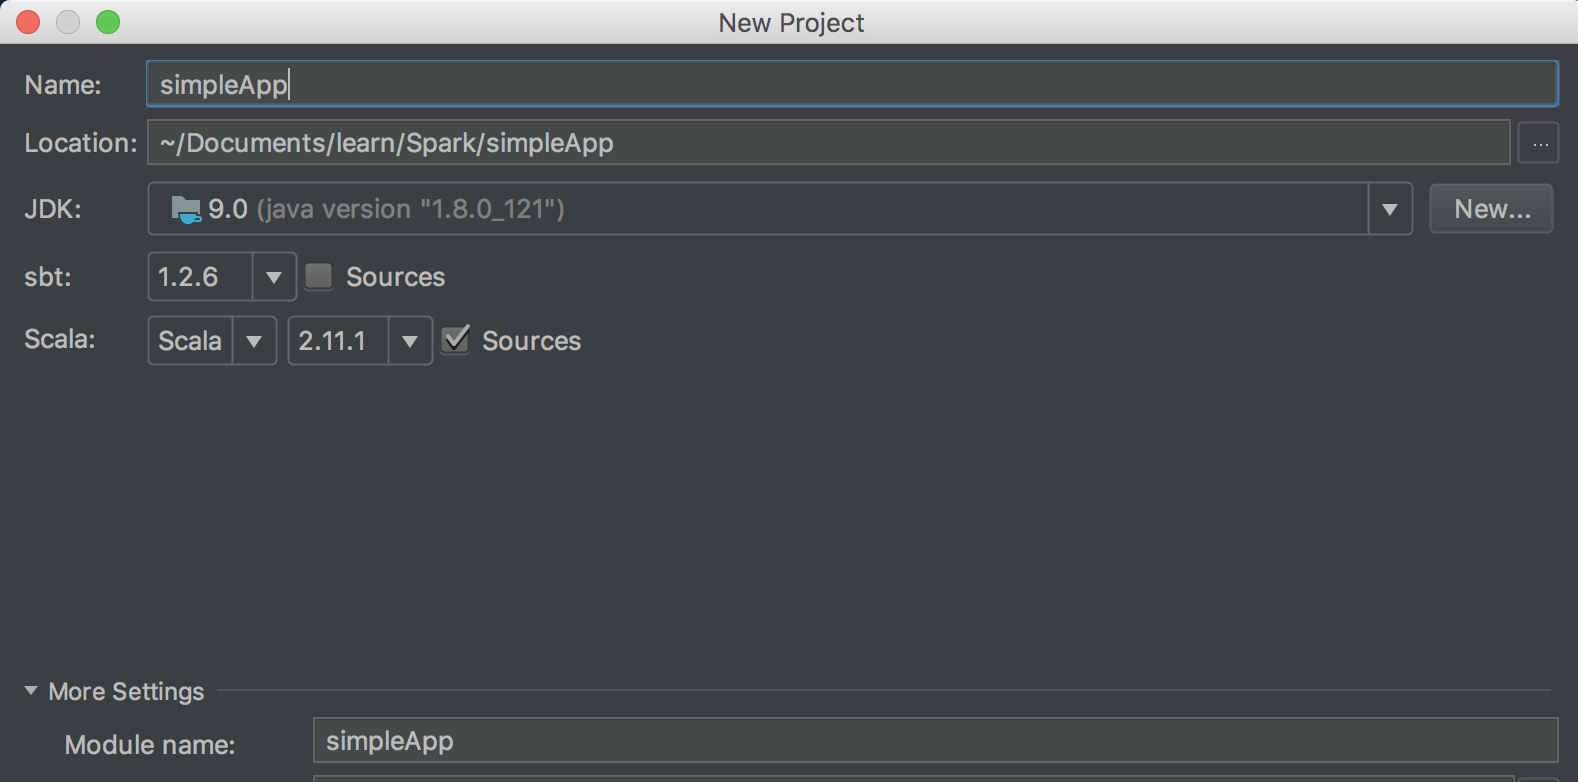 New Project
Name: simpleApp
Location: ~/Documents/learn/Spark/simpleApp ...
JDK: 9.0 (java version "1.8.0_121") New...
sbt: 1.2.6 Sources
Scala: Scala 2.11.1 Sources
More Settings
Module name: simpleApp